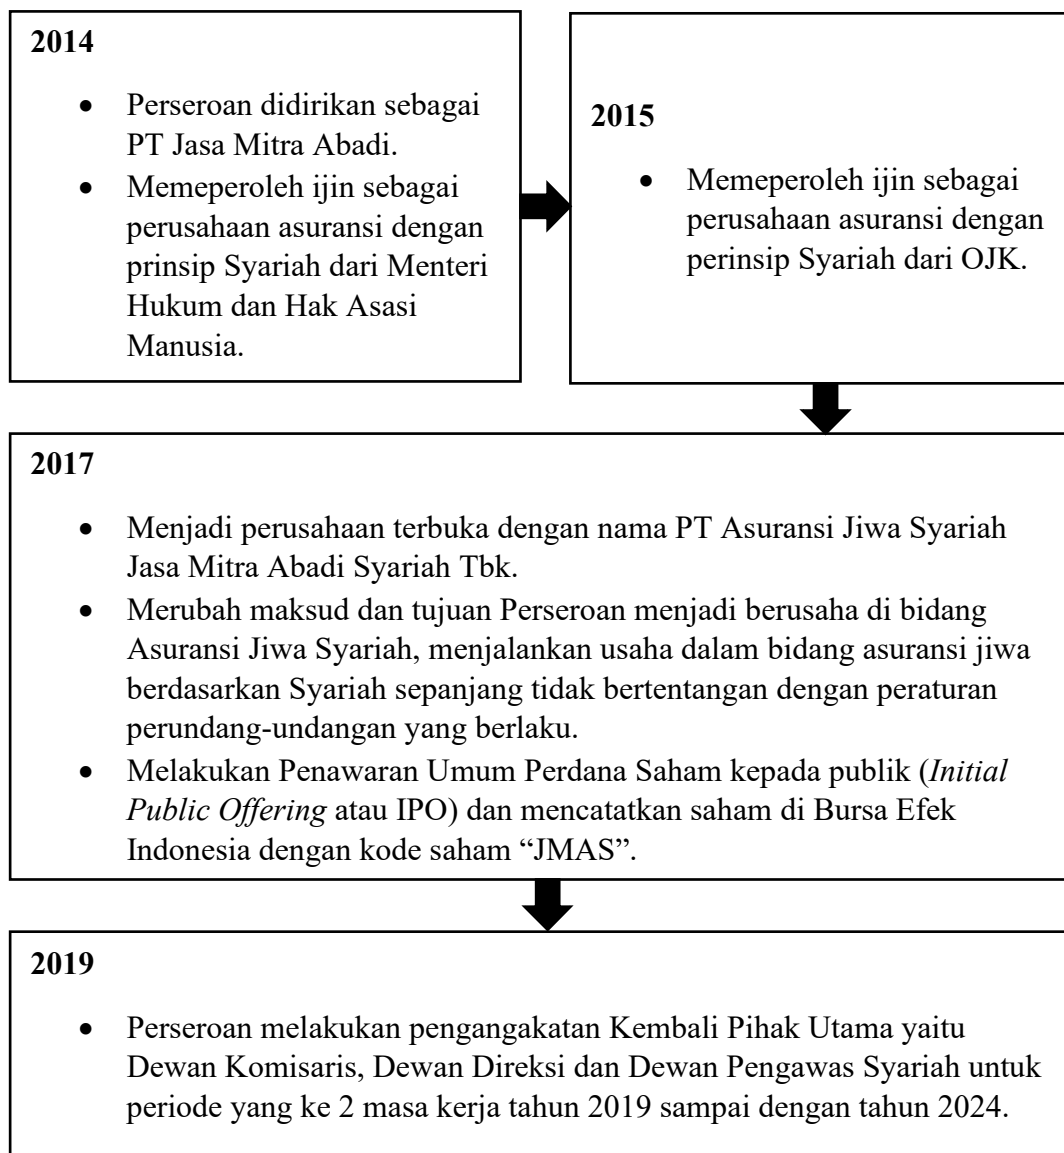 2014
• Perseroan didirikan sebagai
PT Jasa Mitra Abadi.
• Memeperoleh ijin sebagai
perusahaan asuransi dengan
prinsip Syariah dari Menteri
Hukum dan Hak Asasi
Manusia.
2015
• Memeperoleh ijin sebagai
perusahaan asuransi dengan
perinsip Syariah dari OJK.
2017
• Menjadi perusahaan terbuka dengan nama PT Asuransi Jiwa Syariah
Jasa Mitra Abadi Syariah Tbk.
• Merubah maksud dan tujuan Perseroan menjadi berusaha di bidang
Asuransi Jiwa Syariah, menjalankan usaha dalam bidang asuransi jiwa
berdasarkan Syariah sepanjang tidak bertentangan dengan peraturan
perundang-undangan yang berlaku.
• Melakukan Penawaran Umum Perdana Saham kepada publik (Initial
Public Offering atau IPO) dan mencatatkan saham di Bursa Efek
Indonesia dengan kode saham “JMAS”.
2019
• Perseroan melakukan pengangakatan Kembali Pihak Utama yaitu
Dewan Komisaris, Dewan Direksi dan Dewan Pengawas Syariah untuk
periode yang ke 2 masa kerja tahun 2019 sampai dengan tahun 2024.